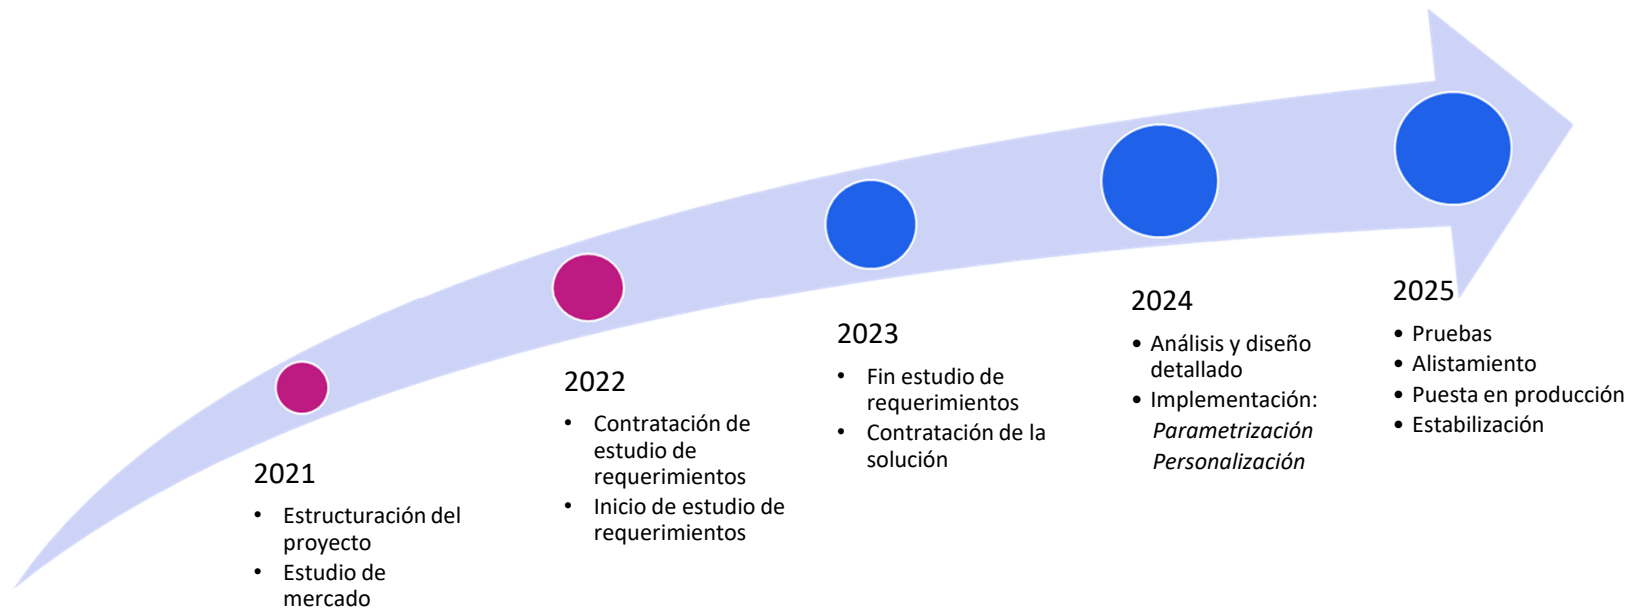 2021
• Estructuración del
proyecto
• Estudio de
mercado
2022
• Contratación de
estudio de
requerimientos
• Inicio de estudio de
requerimientos
2023
• Fin estudio de
requerimientos
• Contratación de la
solución
2024
• Análisis y diseño
detallado
• Implementación:
Parametrización
Personalización
2025
• Pruebas
• Alistamiento
• Puesta en producción
• Estabilización